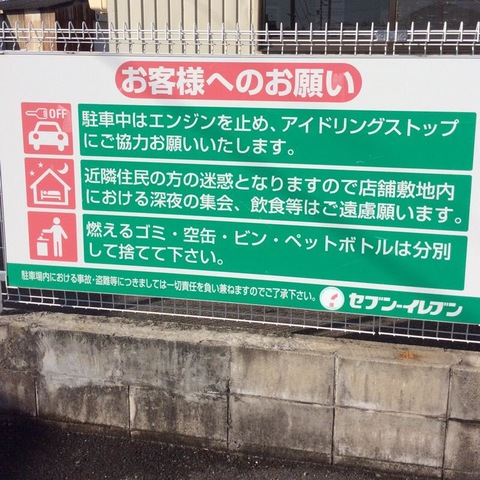 お客様へのお願い
OFF
駐車中はエンジンを止め、アイドリングストップ
にご協力お願いいたします。
近隣住民の方の迷惑となりますので店舗敷地内
における深夜の集会、飲食等はご遠慮願います。
燃えるゴミ・空缶・ビン・ペットボトルは分別
して捨てて下さい。
駐車場内における事故・盗難等につきましては一切責任を負い兼ねますのでご了承下さい。
セブン-イレブン